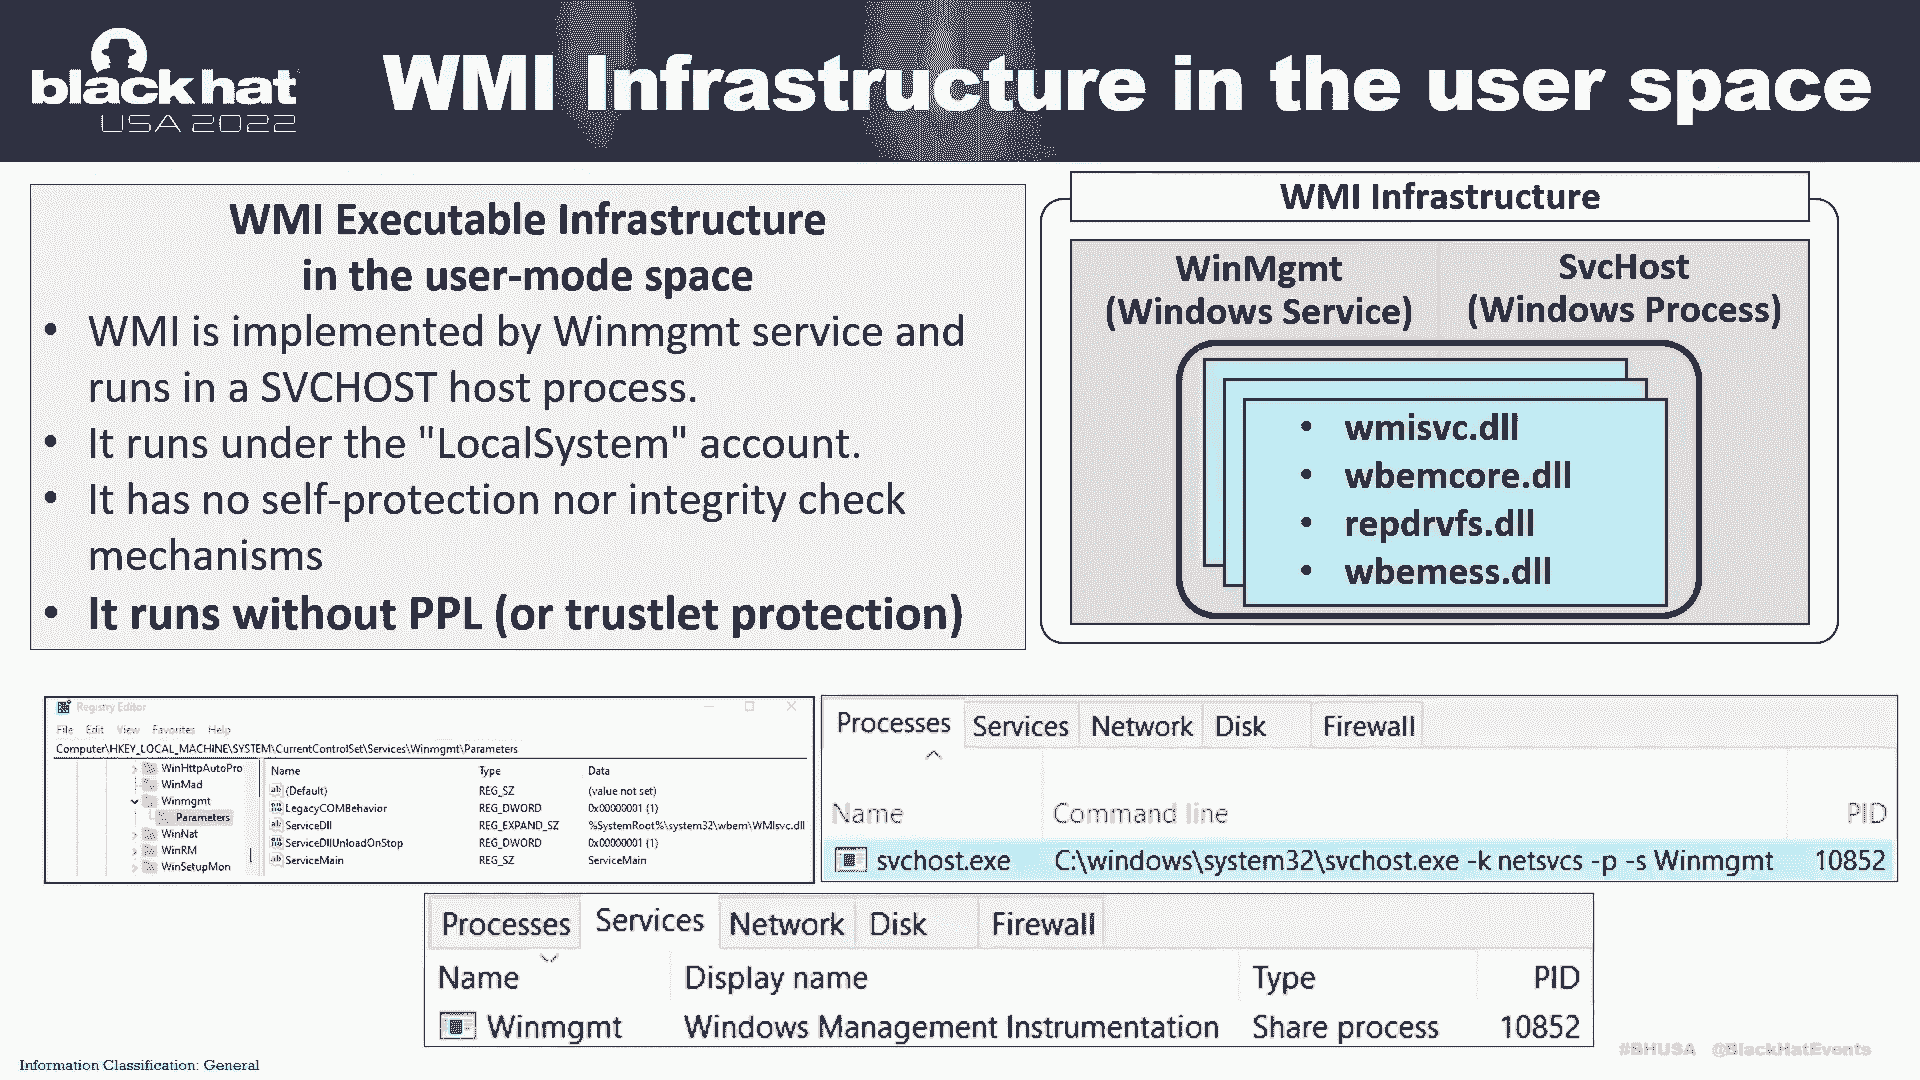 black hat
USA 2022
WMI Infrastructure in the user space
WMI Executable Infrastructure
in the user-mode space
• WMI is implemented by Winmgmt service and
runs in a SVCHOST host process.
• It runs under the "LocalSystem" account.
• It has no self-protection nor integrity check
mechanisms
• It runs without PPL (or trustlet protection)
WMI Infrastructure
WinMgmt
(Windows Service)
SvcHost
(Windows Process)
• wmisvc.dll
• wbemcore.dll
• repdrvfs.dll
• wbemess.dll
Registry Editor
File Edit View Favorites Help
Computer\HKEY_LOCAL_MACHINE\SYSTEM\CurrentControlSet\Services\Winmgmt\Parameters
WinHttpAutoPro
WinMad
Winmgmt
Parameters
WinNat
WinRM
WinSetupMon
Name Type Data
(Default) REG_SZ (value not set)
LegacyCOMBehavior REG_DWORD 0x00000001 (1)
ServiceDll REG_EXPAND_SZ %SystemRoot%\system32\wbem\WMIsvc.dll
ServiceDllUnloadOnStop REG_DWORD 0x00000001 (1)
ServiceMain REG_SZ ServiceMain
Processes Services Network Disk Firewall
Name Command line PID
svchost.exe C:\windows\system32\svchost.exe -k netsvcs -p -s Winmgmt 10852
Processes Services Network Disk Firewall
Name Display name Type PID
Winmgmt Windows Management Instrumentation Share process 10852
#BHUSA @BlackHatEvents
Information Classification: General